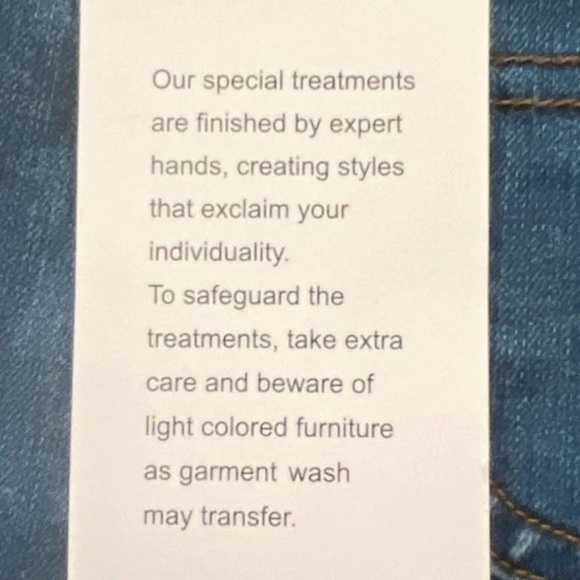 Our special treatments
are finished by expert
hands, creating styles
that exclaim your
individuality.
To safeguard the
treatments, take extra
care and beware of
light colored furniture
as garment wash
may transfer.